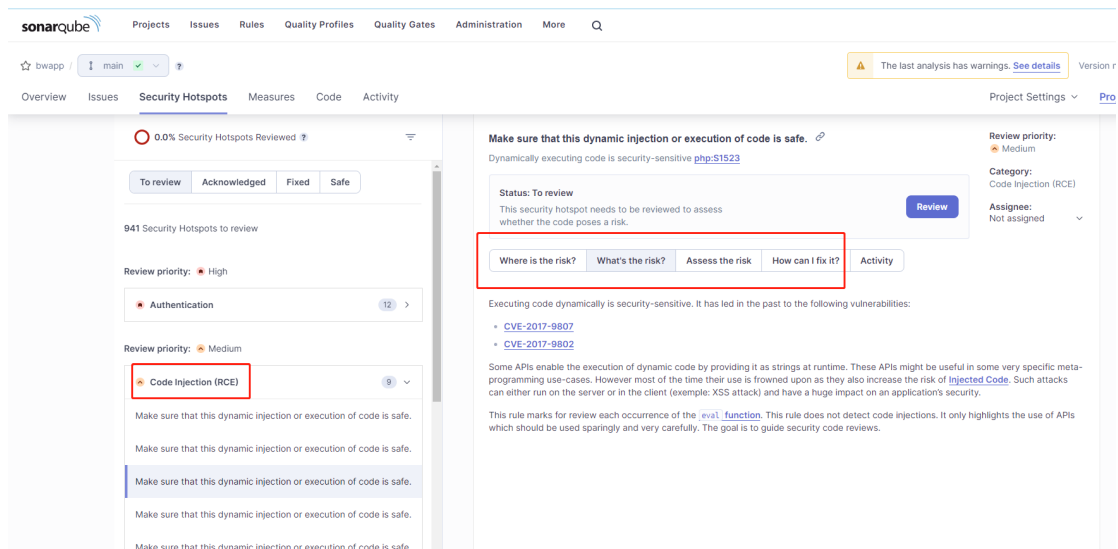 sonarqube
Projects Issues Rules Quality Profiles Quality Gates Administration More
bwapp / main ?
The last analysis has warnings. See details
Overview Issues Security Hotspots Measures Code Activity
Project Settings
0.0% Security Hotspots Reviewed ?
To review Acknowledged Fixed Safe
941 Security Hotspots to review
Review priority: High
Authentication 12
Review priority: Medium
Code Injection (RCE) 9
Make sure that this dynamic injection or execution of code is safe.
Make sure that this dynamic injection or execution of code is safe.
Make sure that this dynamic injection or execution of code is safe.
Make sure that this dynamic injection or execution of code is safe.
Make sure that this dynamic injection or execution of code is safe.
Make sure that this dynamic injection or execution of code is safe.
Dynamically executing code is security-sensitive php:S1523
Status: To review
This security hotspot needs to be reviewed to assess
whether the code poses a risk.
Review
Review priority:
Medium
Category:
Code Injection (RCE)
Assignee:
Not assigned
Where is the risk? What's the risk? Assess the risk How can I fix it? Activity
Executing code dynamically is security-sensitive. It has led in the past to the following vulnerabilities:
• CVE-2017-9807
• CVE-2017-9802
Some APIs enable the execution of dynamic code by providing it as strings at runtime. These APIs might be useful in some very specific meta-
programming use-cases. However most of the time their use is frowned upon as they also increase the risk of Injected Code. Such attacks
can either run on the server or in the client (exemple: XSS attack) and have a huge impact on an application's security.
This rule marks for review each occurrence of the eval function. This rule does not detect code injections. It only highlights the use of APIs
which should be used sparingly and very carefully. The goal is to guide security code reviews.